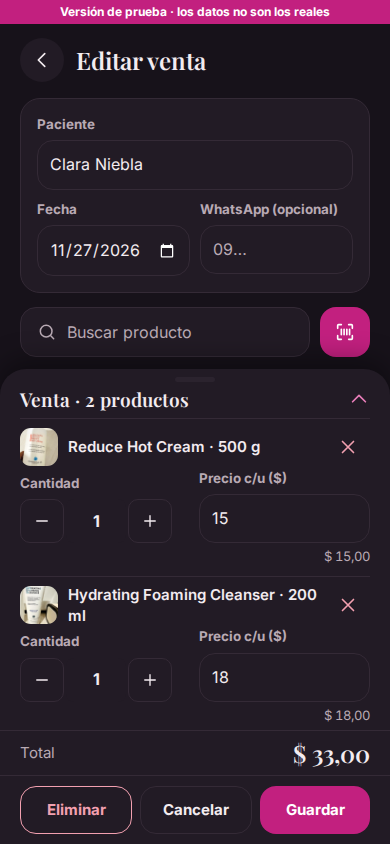 Versión de prueba · los datos no son los reales
Editar venta
Paciente
Clara Niebla
Fecha
WhatsApp (opcional)
11/27/2026
09...
Buscar producto
Venta · 2 productos
Reduce Hot Cream · 500 g
Cantidad
Precio c/u ($)
1
15
$ 15,00
Hydrating Foaming Cleanser · 200
ml
Cantidad
Precio c/u ($)
1
18
$ 18,00
Total
$ 33,00
Eliminar
Cancelar
Guardar